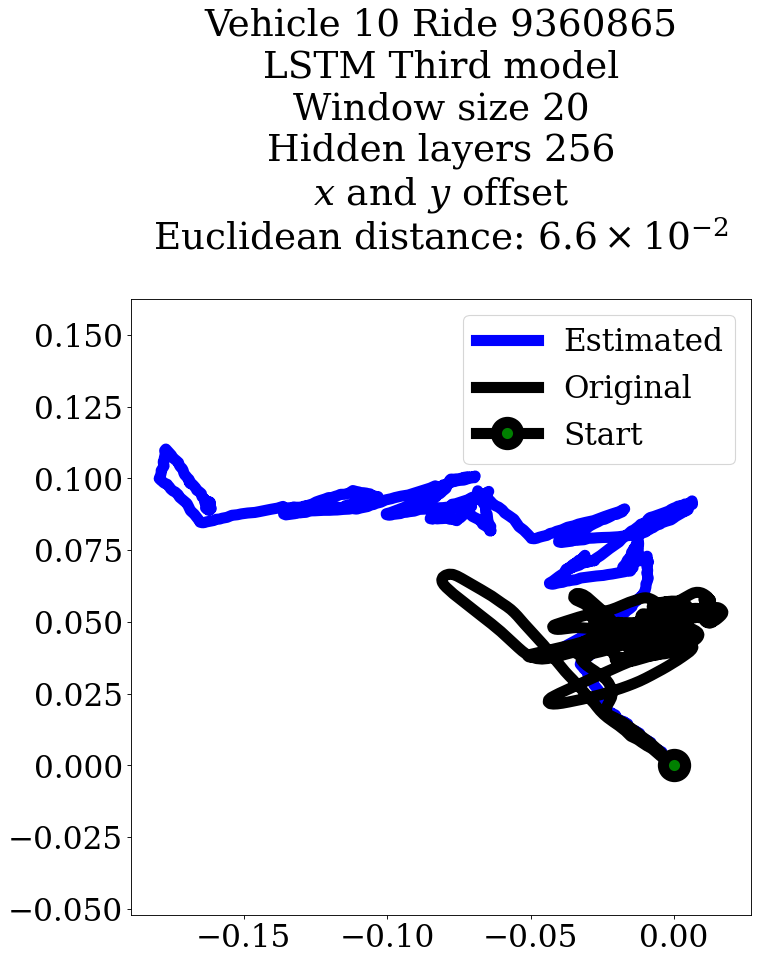 Vehicle 10 Ride 9360865
LSTM Third model
Window size 20
Hidden layers 256
x and y offset
Euclidean distance: 6.6 × 10⁻²
Estimated
Original
Start
0.150
0.125
0.100
0.075
0.050
0.025
0.000
−0.025
−0.050
−0.15 −0.10 −0.05 0.00